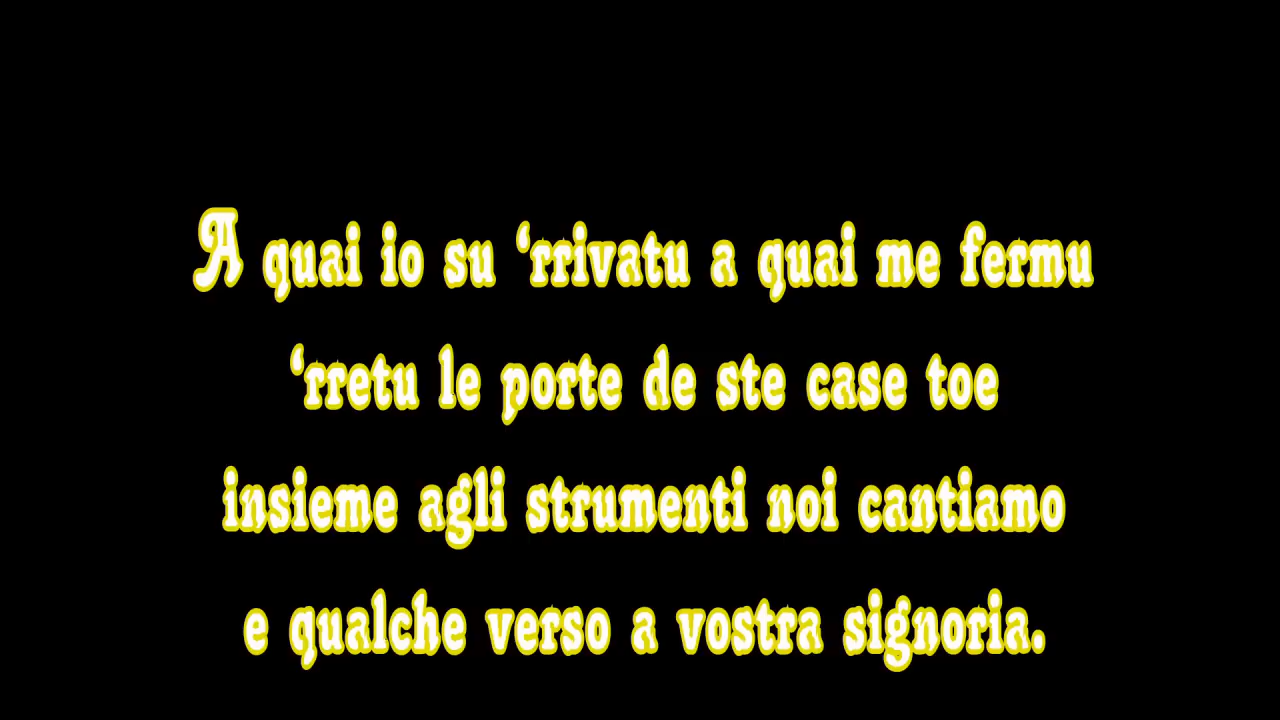 A quai io su ‘rrivatu a quai me fermu
‘rretu le porte de ste case toe
insieme agli strumenti noi cantiamo
e qualche verso a vostra signoria.